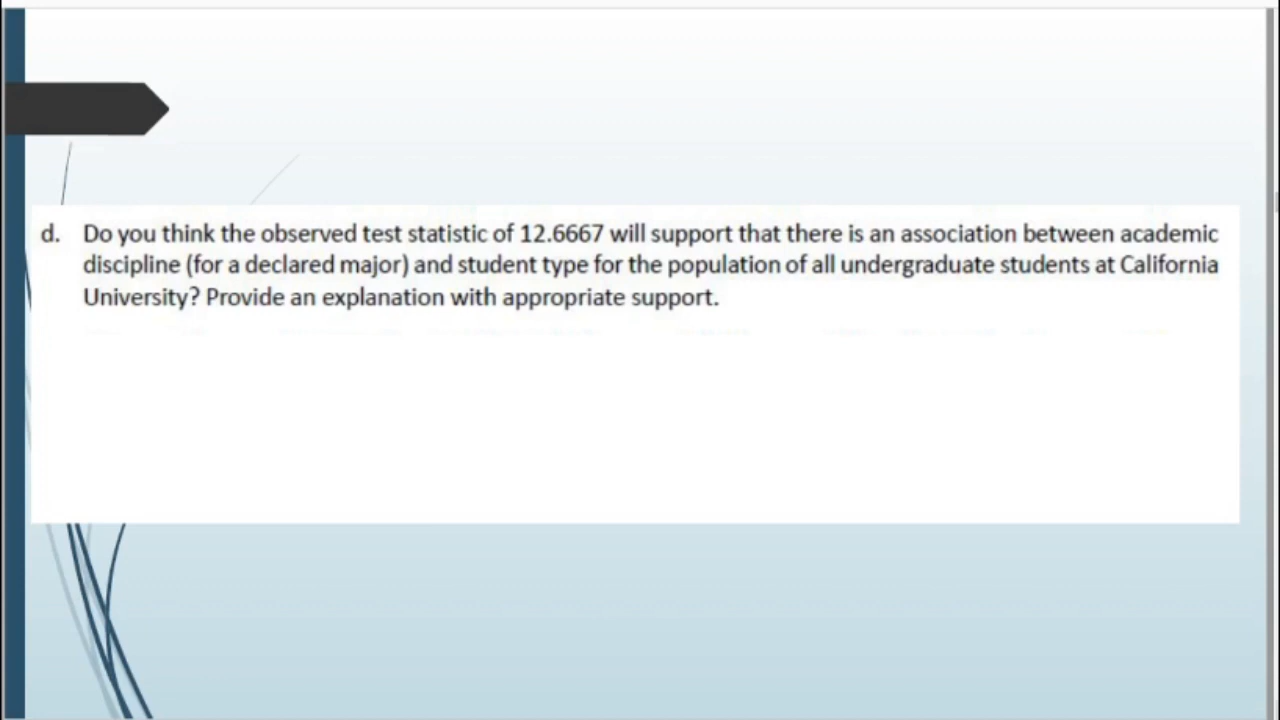 d. Do you think the observed test statistic of 12.6667 will support that there is an association between academic
discipline (for a declared major) and student type for the population of all undergraduate students at California
University? Provide an explanation with appropriate support.